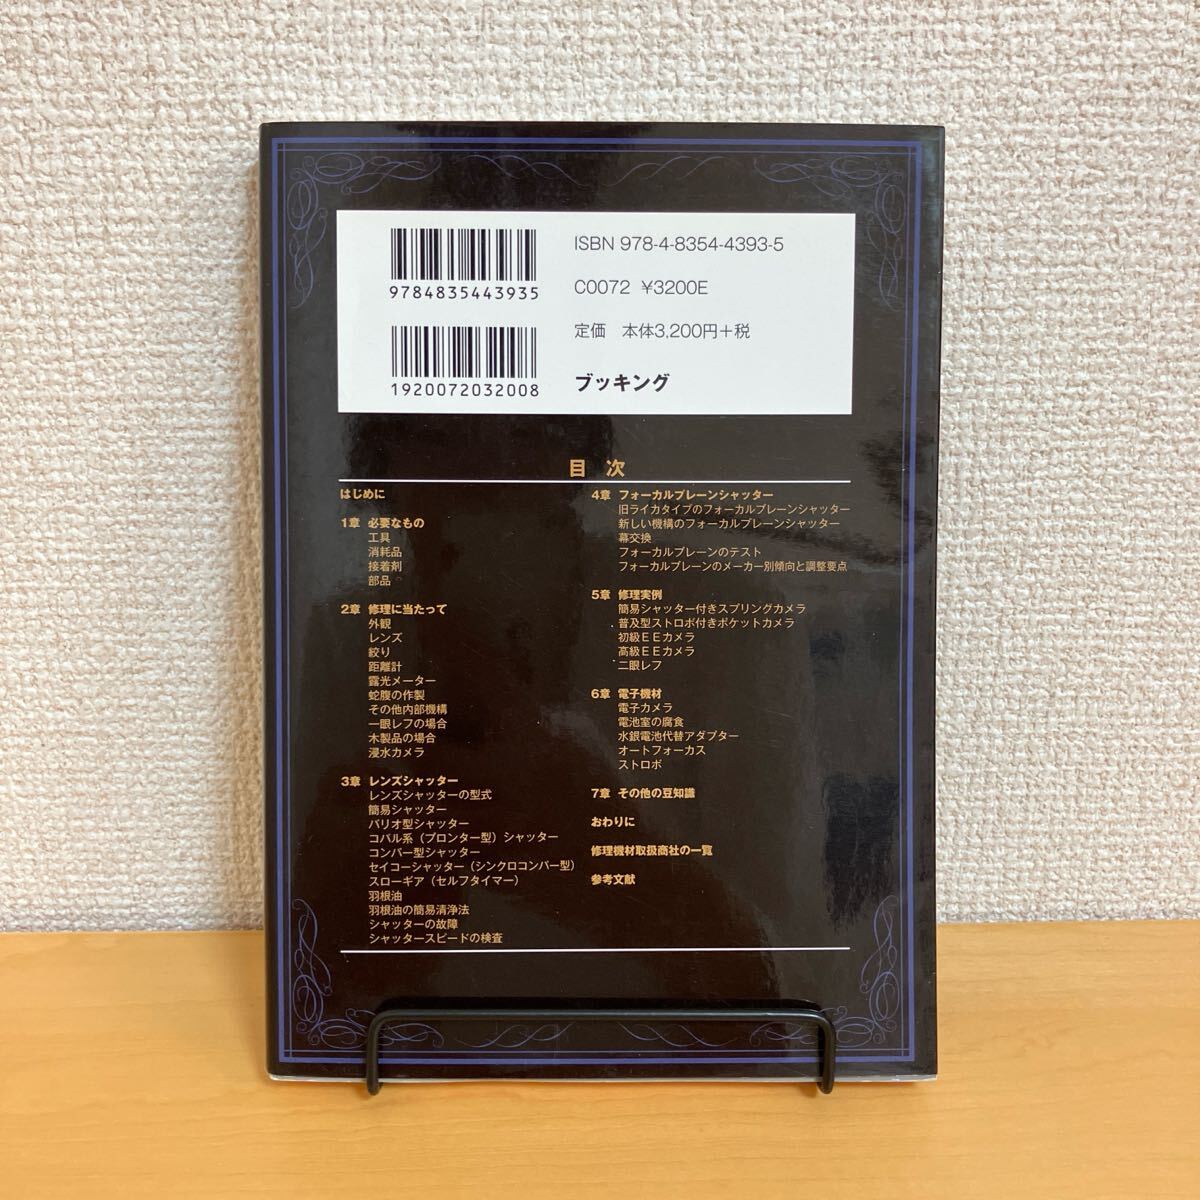 ISBN 978-4-8354-4393-5
9784835443935
C0072 ¥3200E
定価 本体3,200円+税
1920072032008
ブッキング
目次
はじめに
1章 必要なもの
工具
消耗品
接着剤
部品
2章 修理に当たって
外観
レンズ
絞り
距離計
露光メーター
蛇腹の作製
その他内部機構
一眼レフの場合
木製品の場合
浸水カメラ
3章 レンズシャッター
レンズシャッターの型式
簡易シャッター
バリオ型シャッター
コパル系(プロンター型)シャッター
コンパー型シャッター
セイコーシャッター(シンクロコンパー型)
スローギア(セルフタイマー)
羽根油
羽根油の簡易清浄法
シャッターの故障
シャッタースピードの検査
4章 フォーカルプレーンシャッター
旧ライカタイプのフォーカルプレーンシャッター
新しい機構のフォーカルプレーンシャッター
幕交換
フォーカルプレーンのテスト
フォーカルプレーンのメーカー別傾向と調整要点
5章 修理実例
簡易シャッター付きスプリングカメラ
普及型ストロボ付きポケットカメラ
初級EEカメラ
高級EEカメラ
二眼レフ
6章 電子機材
電子カメラ
電池室の腐食
水銀電池代替アダプター
オートフォーカス
ストロボ
7章 その他の豆知識
おわりに
修理機材取扱商社の一覧
参考文献